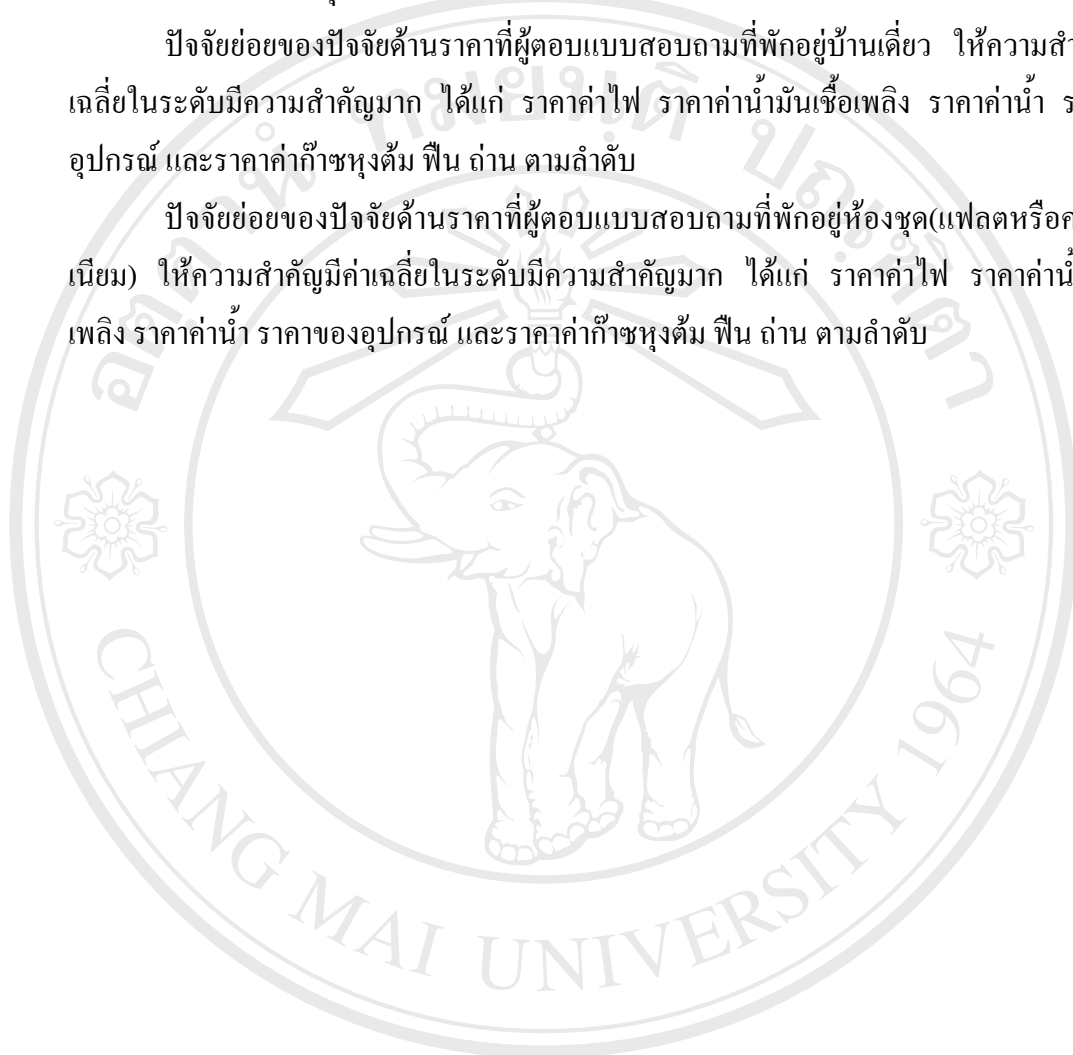 ปัจจัยย่อยของปัจจัยด้านราคาที่ผู้ตอบแบบสอบถามที่พักอยู่บ้านเดี่ยว ให้ความสำ
เฉลี่ยในระดับมีความสำคัญมาก ได้แก่ ราคาค่าไฟ ราคาค่าน้ำมันเชื้อเพลิง ราคาค่าน้ำ ร
อุปกรณ์ และราคาค่าก๊าซหุงต้ม ฟืน ถ่าน ตามลำดับ
ปัจจัยย่อยของปัจจัยด้านราคาที่ผู้ตอบแบบสอบถามที่พักอยู่ห้องชุด(แฟลตหรือค
เนียม) ให้ความสำคัญมีค่าเฉลี่ยในระดับมีความสำคัญมาก ได้แก่ ราคาค่าไฟ ราคาค่าน้
เพลิง ราคาค่าน้ำ ราคาของอุปกรณ์ และราคาค่าก๊าซหุงต้ม ฟืน ถ่าน ตามลำดับ
อตฺตานํ ทมยนฺติ ปณฺฑิตา
CHIANG MAI UNIVERSITY 1964